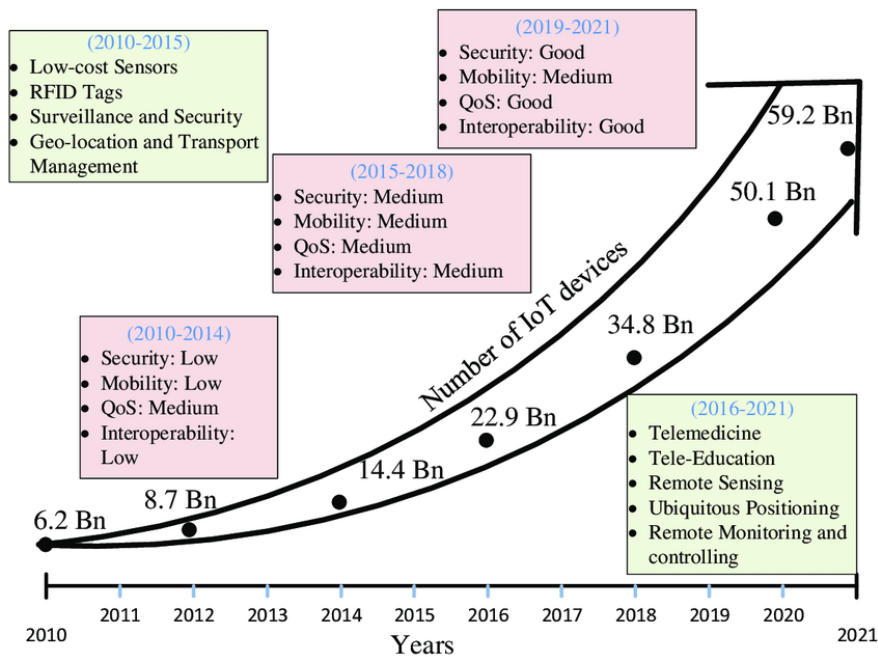 (2010-2015)
Low-cost Sensors
RFID Tags
Surveillance and Security
Geo-location and Transport
Management
(2019-2021)
Security: Good
Mobility: Medium
QoS: Good
Interoperability: Good
(2015-2018)
Security: Medium
Mobility: Medium
QoS: Medium
Interoperability: Medium
(2010-2014)
Security: Low
Mobility: Low
QoS: Medium
Interoperability:
Low
Number of IoT devices
6.2 Bn
8.7 Bn
14.4 Bn
22.9 Bn
34.8 Bn
50.1 Bn
59.2 Bn
(2016-2021)
Telemedicine
Tele-Education
Remote Sensing
Ubiquitous Positioning
Remote Monitoring and
controlling
2010 2011 2012 2013 2014 2015 2016 2017 2018 2019 2020 2021
Years